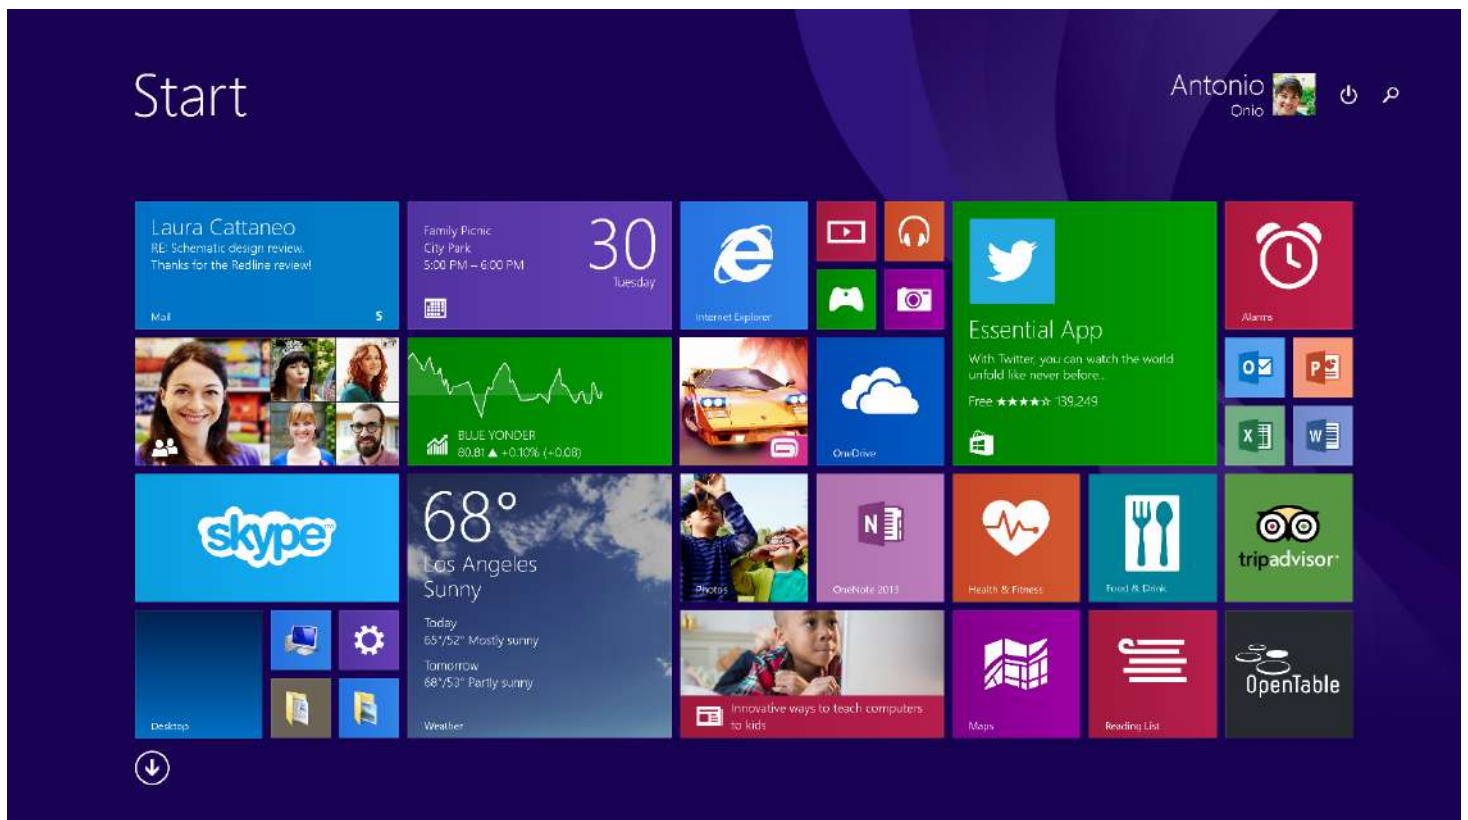 Start
Antonio
Onio
Laura Cattaneo
RE: Schematic design review.
Thanks for the Redline review!
Mail
5
Family Picnic
City Park
5:00 PM – 6:00 PM
30
Tuesday
Internet Explorer
Essential App
With Twitter, you can watch the world
unfold like never before...
Free ★★★★☆ 139,249
Alarms
BLUE YONDER
80.81 ▲ +0.10% (+0.08)
OneDrive
O
P
X
W
skype
TM
68°
Los Angeles
Sunny
Today
65°/52° Mostly sunny
Tomorrow
68°/53° Partly sunny
Weather
Photos
N
OneNote 2013
Health & Fitness
Food & Drink
tripadvisor
Desktop
Innovative ways to teach computers
to kids
Maps
Reading List
OpenTable